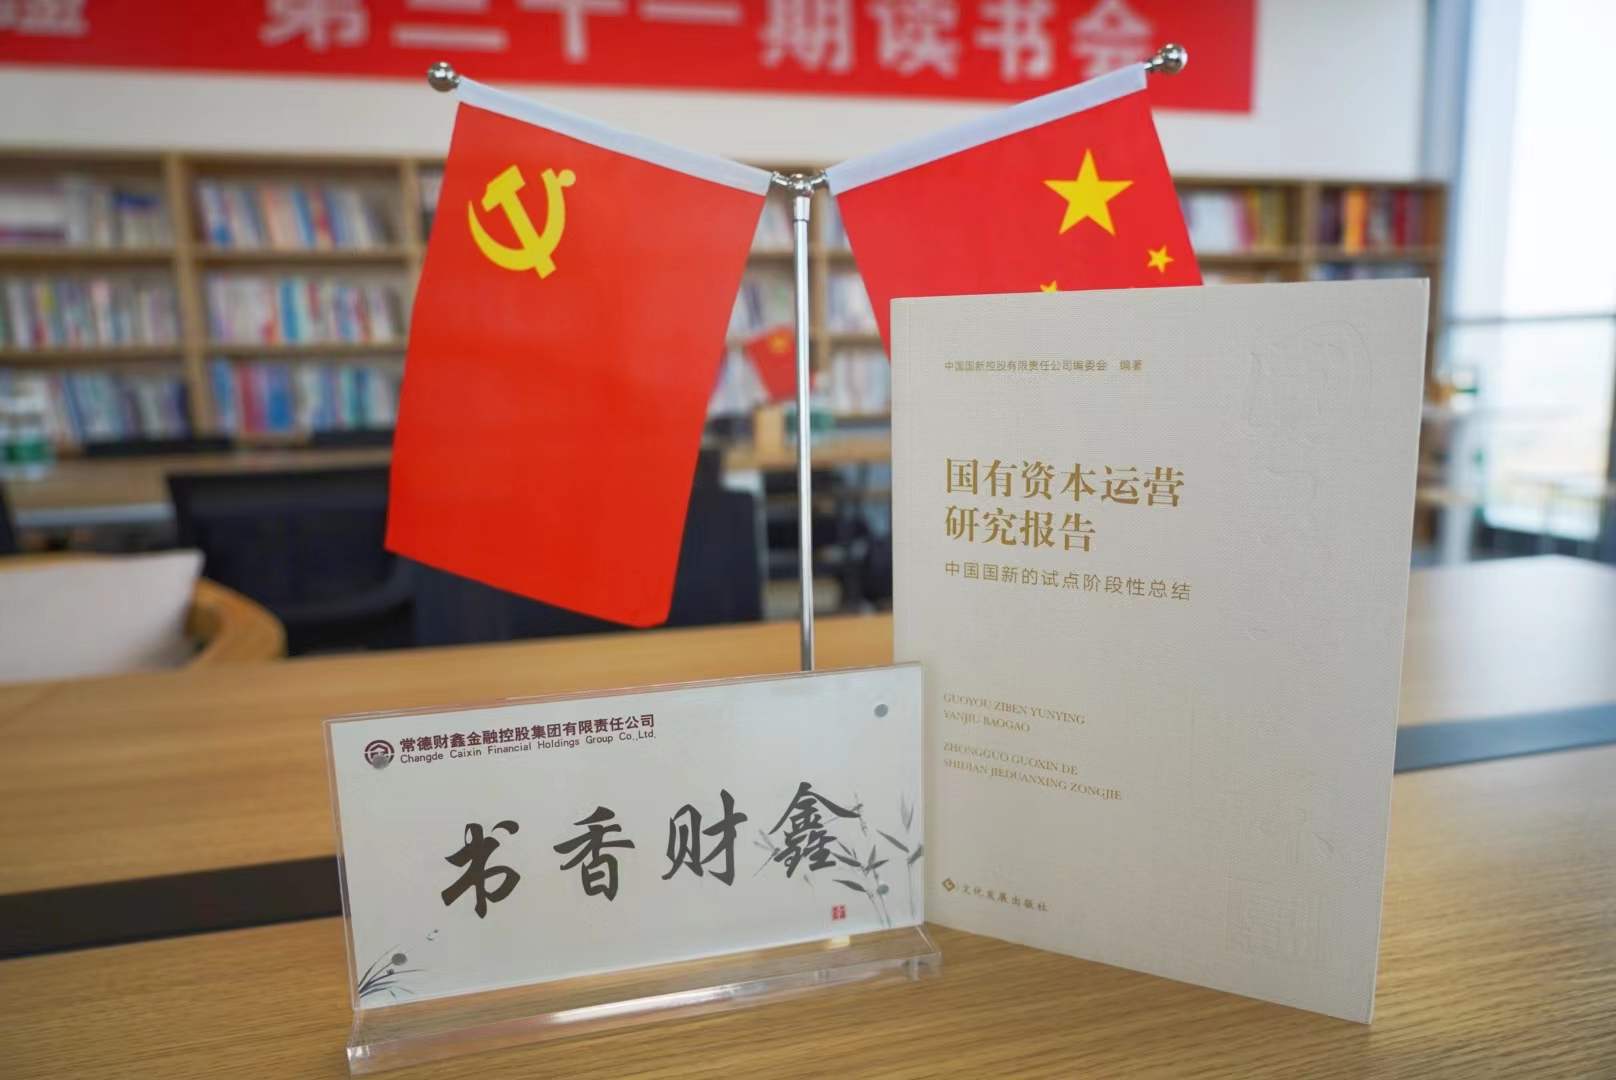 第二十一期读书会
中国国新控股有限责任公司编委会 编著
国有资本运营
研究报告
中国国新的试点阶段性总结
GUOYOU ZIBEN YUNYING
YANJIU BAOGAO
ZHONGGUO GUOXIN DE
SHIDIAN JIEDUANXING ZONGJIE
文化发展出版社
常德财鑫金融控股集团有限责任公司
Changde Caixin Financial Holdings Group Co.,Ltd.
书香财鑫